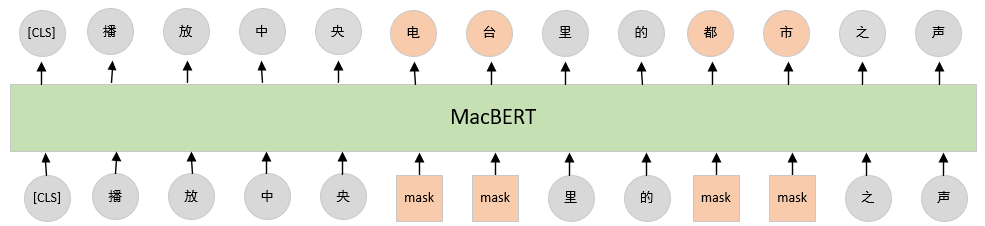 [CLS] 播 放 中 央 电 台 里 的 都 市 之 声
MacBERT
[CLS] 播 放 中 央 mask mask 里 的 mask mask 之 声